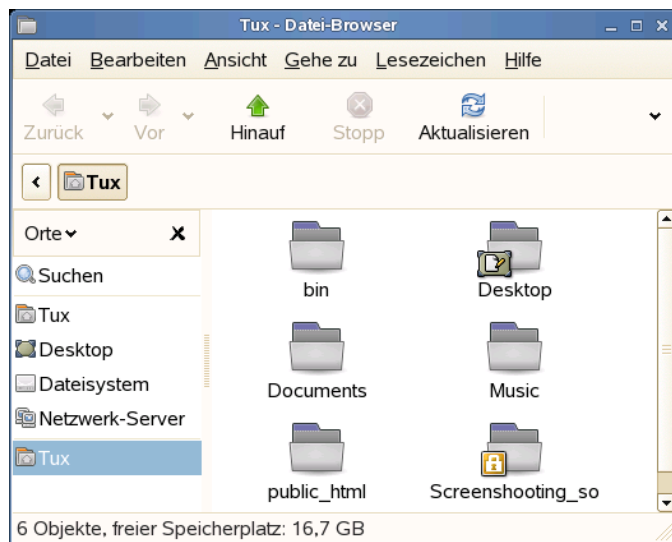 Tux - Datei-Browser
Datei Bearbeiten Ansicht Gehe zu Lesezeichen Hilfe
Zurück Vor Hinauf Stopp Aktualisieren
Tux
Orte
Suchen
Tux
Desktop
Dateisystem
Netzwerk-Server
Tux
bin Desktop
Documents Music
public_html Screenshooting_so
6 Objekte, freier Speicherplatz: 16,7 GB